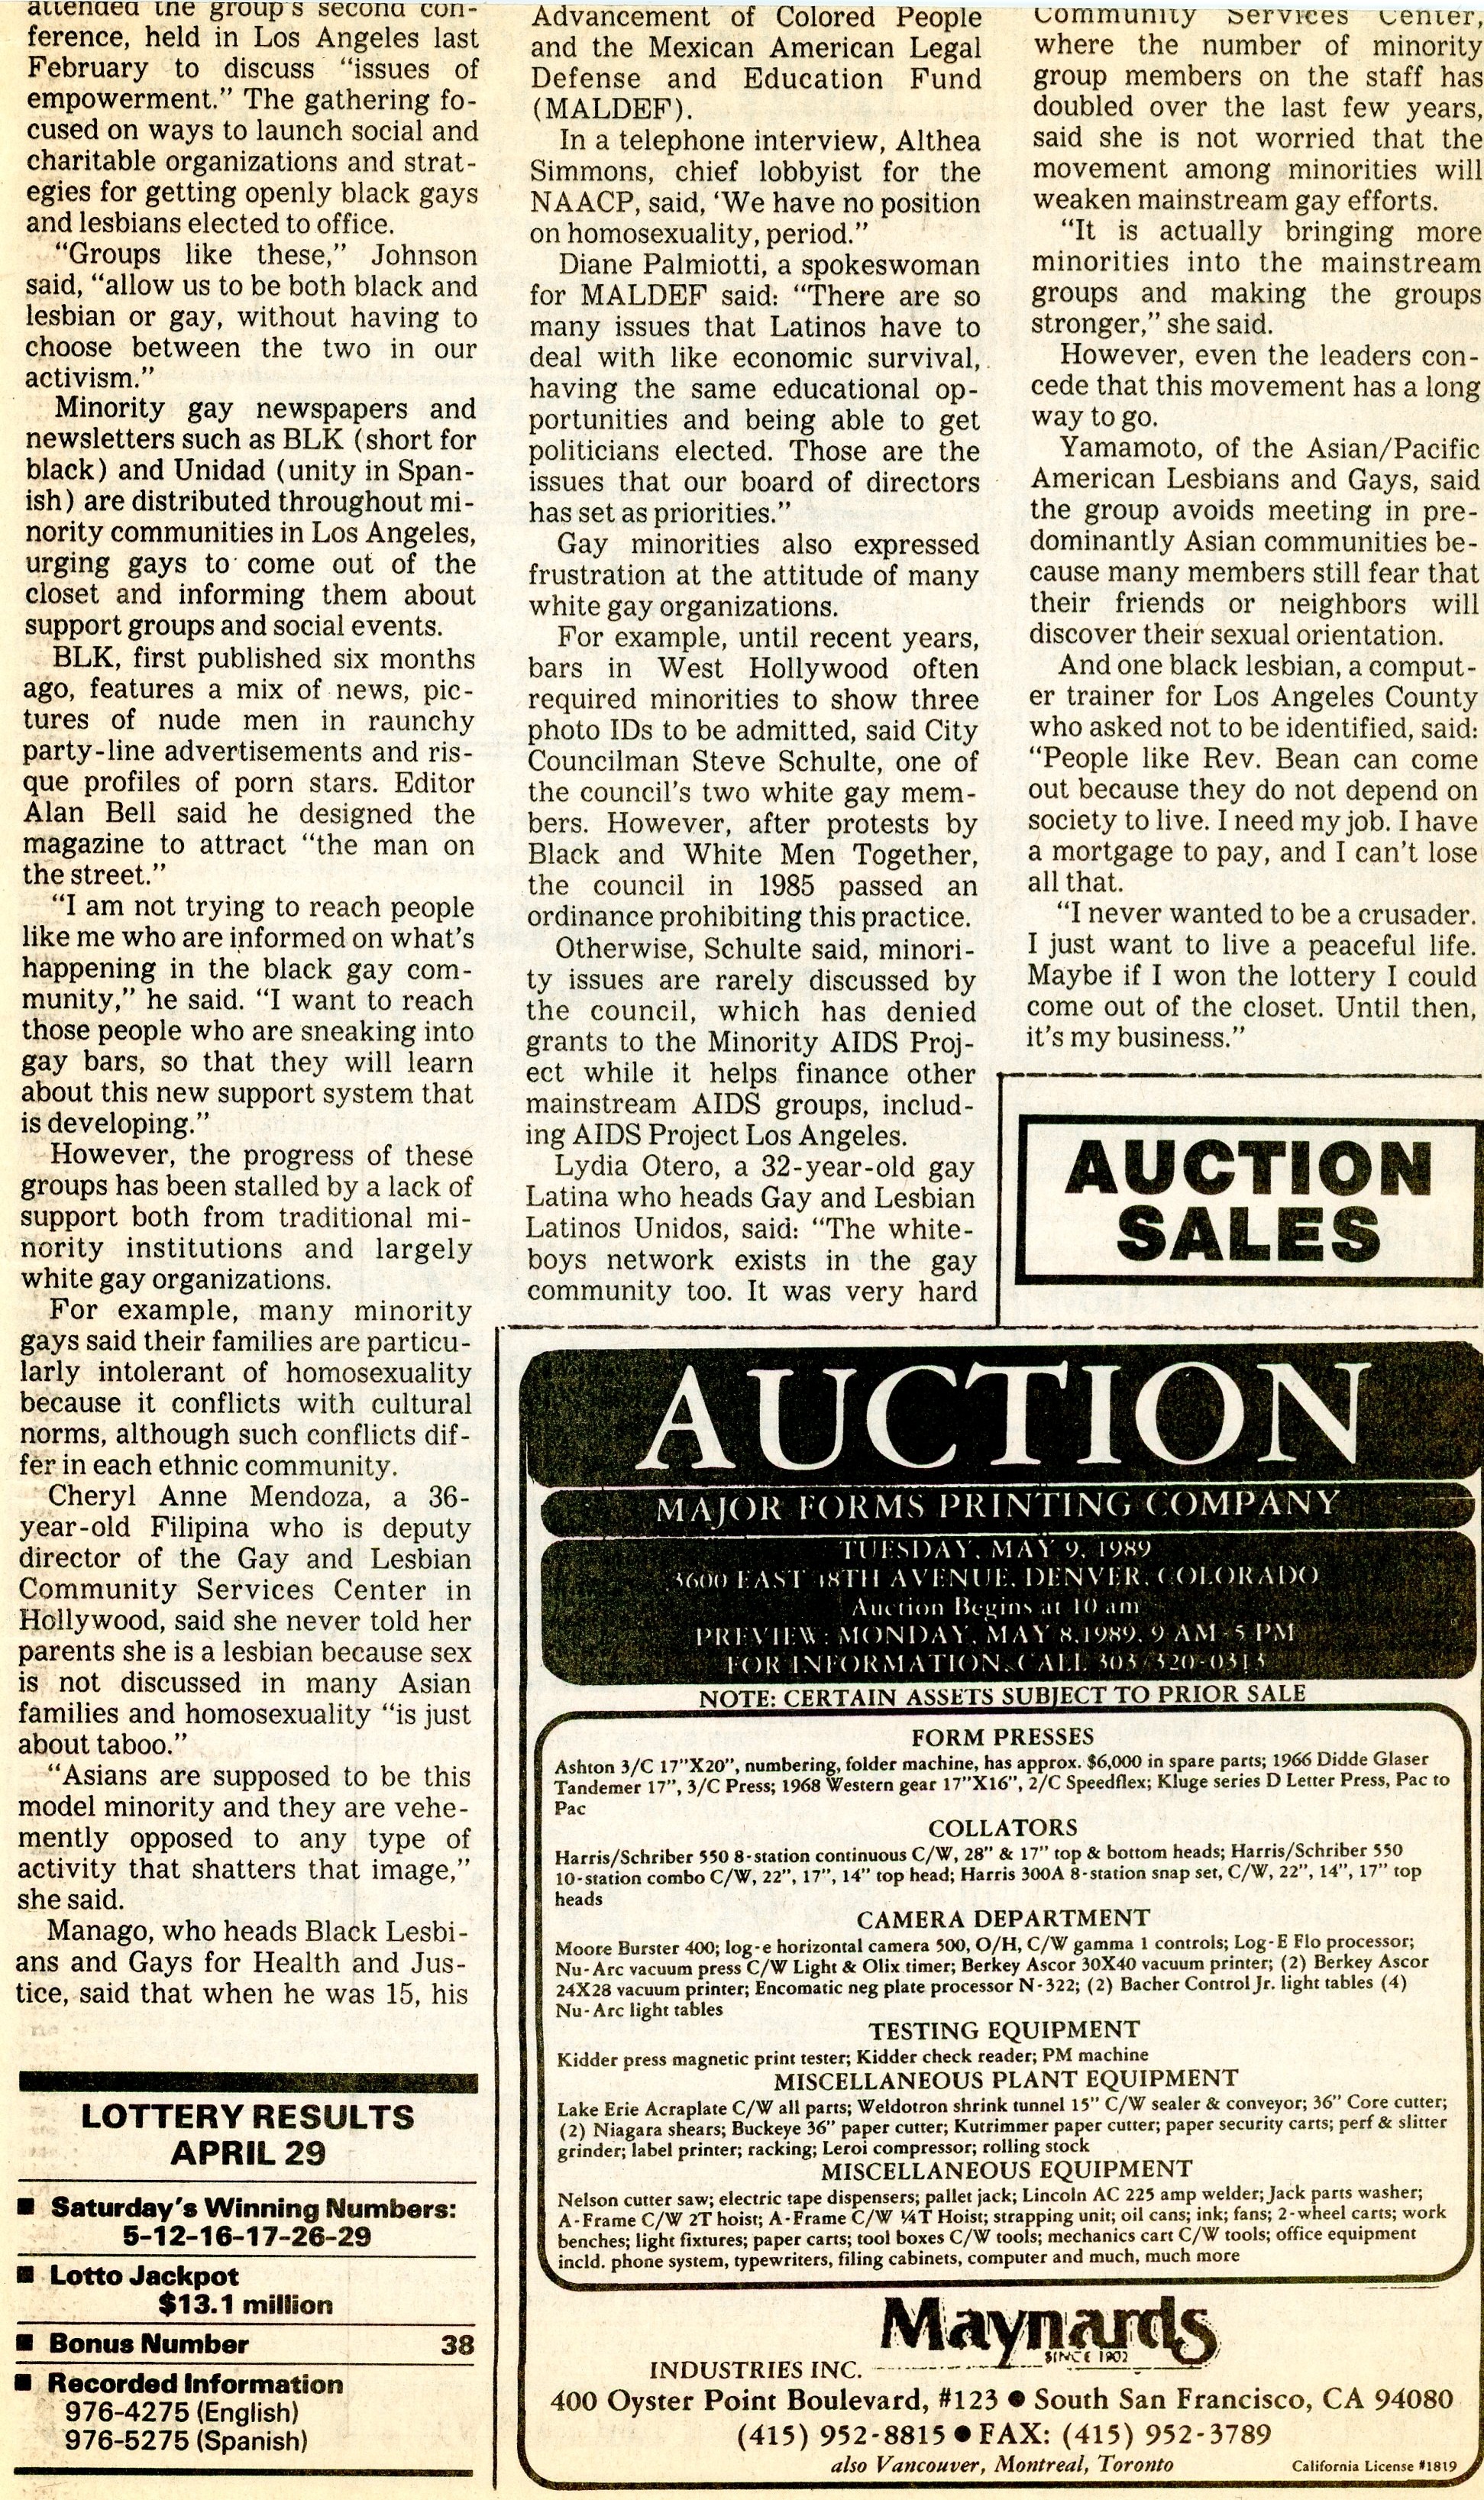 attended the group's second con-
ference, held in Los Angeles last
February to discuss “issues of
empowerment.” The gathering fo-
cused on ways to launch social and
charitable organizations and strat-
egies for getting openly black gays
and lesbians elected to office.
“Groups like these,” Johnson
said, “allow us to be both black and
lesbian or gay, without having to
choose between the two in our
activism.”
Minority gay newspapers and
newsletters such as BLK (short for
black) and Unidad (unity in Span-
ish) are distributed throughout mi-
nority communities in Los Angeles,
urging gays to come out of the
closet and informing them about
support groups and social events.
BLK, first published six months
ago, features a mix of news, pic-
tures of nude men in raunchy
party-line advertisements and ris-
que profiles of porn stars. Editor
Alan Bell said he designed the
magazine to attract “the man on
the street.”
“I am not trying to reach people
like me who are informed on what's
happening in the black gay com-
munity,” he said. “I want to reach
those people who are sneaking into
gay bars, so that they will learn
about this new support system that
is developing.”
However, the progress of these
groups has been stalled by a lack of
support both from traditional mi-
nority institutions and largely
white gay organizations.
For example, many minority
gays said their families are particu-
larly intolerant of homosexuality
because it conflicts with cultural
norms, although such conflicts dif-
fer in each ethnic community.
Cheryl Anne Mendoza, a 36-
year-old Filipina who is deputy
director of the Gay and Lesbian
Community Services Center in
Hollywood, said she never told her
parents she is a lesbian because sex
is not discussed in many Asian
families and homosexuality “is just
about taboo.”
“Asians are supposed to be this
model minority and they are vehe-
mently opposed to any type of
activity that shatters that image,”
she said.
Manago, who heads Black Lesbi-
ans and Gays for Health and Jus-
tice, said that when he was 15, his
LOTTERY RESULTS
APRIL 29
■ Saturday's Winning Numbers:
5-12-16-17-26-29
■ Lotto Jackpot
$13.1 million
■ Bonus Number 38
■ Recorded Information
976-4275 (English)
976-5275 (Spanish)
Advancement of Colored People
and the Mexican American Legal
Defense and Education Fund
(MALDEF).
In a telephone interview, Althea
Simmons, chief lobbyist for the
NAACP, said, ‘We have no position
on homosexuality, period.”
Diane Palmiotti, a spokeswoman
for MALDEF said: “There are so
many issues that Latinos have to
deal with like economic survival,
having the same educational op-
portunities and being able to get
politicians elected. Those are the
issues that our board of directors
has set as priorities.”
Gay minorities also expressed
frustration at the attitude of many
white gay organizations.
For example, until recent years,
bars in West Hollywood often
required minorities to show three
photo IDs to be admitted, said City
Councilman Steve Schulte, one of
the council's two white gay mem-
bers. However, after protests by
Black and White Men Together,
the council in 1985 passed an
ordinance prohibiting this practice.
Otherwise, Schulte said, minori-
ty issues are rarely discussed by
the council, which has denied
grants to the Minority AIDS Proj-
ect while it helps finance other
mainstream AIDS groups, includ-
ing AIDS Project Los Angeles.
Lydia Otero, a 32-year-old gay
Latina who heads Gay and Lesbian
Latinos Unidos, said: “The white-
boys network exists in the gay
community too. It was very hard
Community Services Center,
where the number of minority
group members on the staff has
doubled over the last few years,
said she is not worried that the
movement among minorities will
weaken mainstream gay efforts.
“It is actually bringing more
minorities into the mainstream
groups and making the groups
stronger,” she said.
However, even the leaders con-
cede that this movement has a long
way to go.
Yamamoto, of the Asian/Pacific
American Lesbians and Gays, said
the group avoids meeting in pre-
dominantly Asian communities be-
cause many members still fear that
their friends or neighbors will
discover their sexual orientation.
And one black lesbian, a comput-
er trainer for Los Angeles County
who asked not to be identified, said:
“People like Rev. Bean can come
out because they do not depend on
society to live. I need my job. I have
a mortgage to pay, and I can't lose
all that.
“I never wanted to be a crusader.
I just want to live a peaceful life.
Maybe if I won the lottery I could
come out of the closet. Until then,
it's my business.”
AUCTION
SALES
AUCTION
MAJOR FORMS PRINTING COMPANY
TUESDAY, MAY 9, 1989
3600 EAST 48TH AVENUE, DENVER, COLORADO
Auction Begins at 10 am
PREVIEW: MONDAY, MAY 8, 1989, 9 AM-5 PM
FOR INFORMATION, CALL 303/320-0313
NOTE: CERTAIN ASSETS SUBJECT TO PRIOR SALE
FORM PRESSES
Ashton 3/C 17”X20”, numbering, folder machine, has approx. $6,000 in spare parts; 1966 Didde Glaser
Tandemer 17”, 3/C Press; 1968 Western gear 17”X16”, 2/C Speedflex; Kluge series D Letter Press, Pac to
Pac
COLLATORS
Harris/Schriber 550 8-station continuous C/W, 28” & 17” top & bottom heads; Harris/Schriber 550
10-station combo C/W, 22”, 17”, 14” top head; Harris 300A 8-station snap set, C/W, 22”, 14”, 17” top
heads
CAMERA DEPARTMENT
Moore Burster 400; log-e horizontal camera 500, O/H, C/W gamma 1 controls; Log-E Flo processor;
Nu-Arc vacuum press C/W Light & Olix timer; Berkey Ascor 30X40 vacuum printer; (2) Berkey Ascor
24X28 vacuum printer; Encomatic neg plate processor N-322; (2) Bacher Control Jr. light tables (4)
Nu-Arc light tables
TESTING EQUIPMENT
Kidder press magnetic print tester; Kidder check reader; PM machine
MISCELLANEOUS PLANT EQUIPMENT
Lake Erie Acraplate C/W all parts; Weldotron shrink tunnel 15” C/W sealer & conveyor; 36” Core cutter;
(2) Niagara shears; Buckeye 36” paper cutter; Kutrimmer paper cutter; paper security carts; perf & slitter
grinder; label printer; racking; Leroi compressor; rolling stock
MISCELLANEOUS EQUIPMENT
Nelson cutter saw; electric tape dispensers; pallet jack; Lincoln AC 225 amp welder; Jack parts washer;
A-Frame C/W 2T hoist; A-Frame C/W ¼T Hoist; strapping unit; oil cans; ink; fans; 2-wheel carts; work
benches; light fixtures; paper carts; tool boxes C/W tools; mechanics cart C/W tools; office equipment
incld. phone system, typewriters, filing cabinets, computer and much, much more
Maynards
SINCE 1902
INDUSTRIES INC.
400 Oyster Point Boulevard, #123 ● South San Francisco, CA 94080
(415) 952-8815 ● FAX: (415) 952-3789
also Vancouver, Montreal, Toronto California License #1819